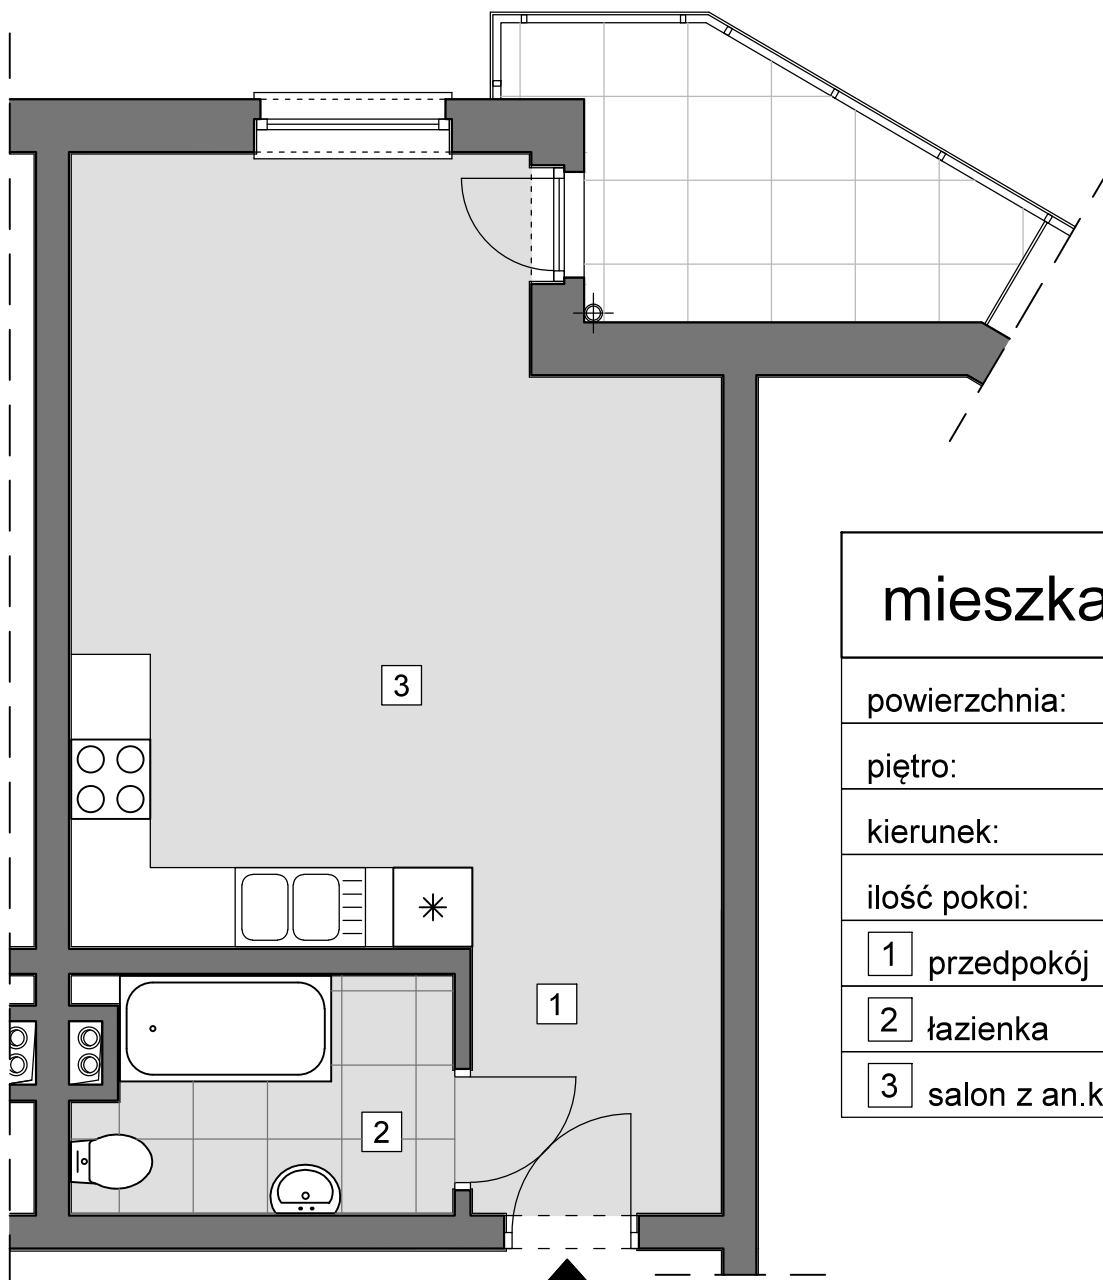 3
1
2
mieszka
powierzchnia:
piętro:
kierunek:
ilość pokoi:
1 przedpokój
2 łazienka
3 salon z an.k